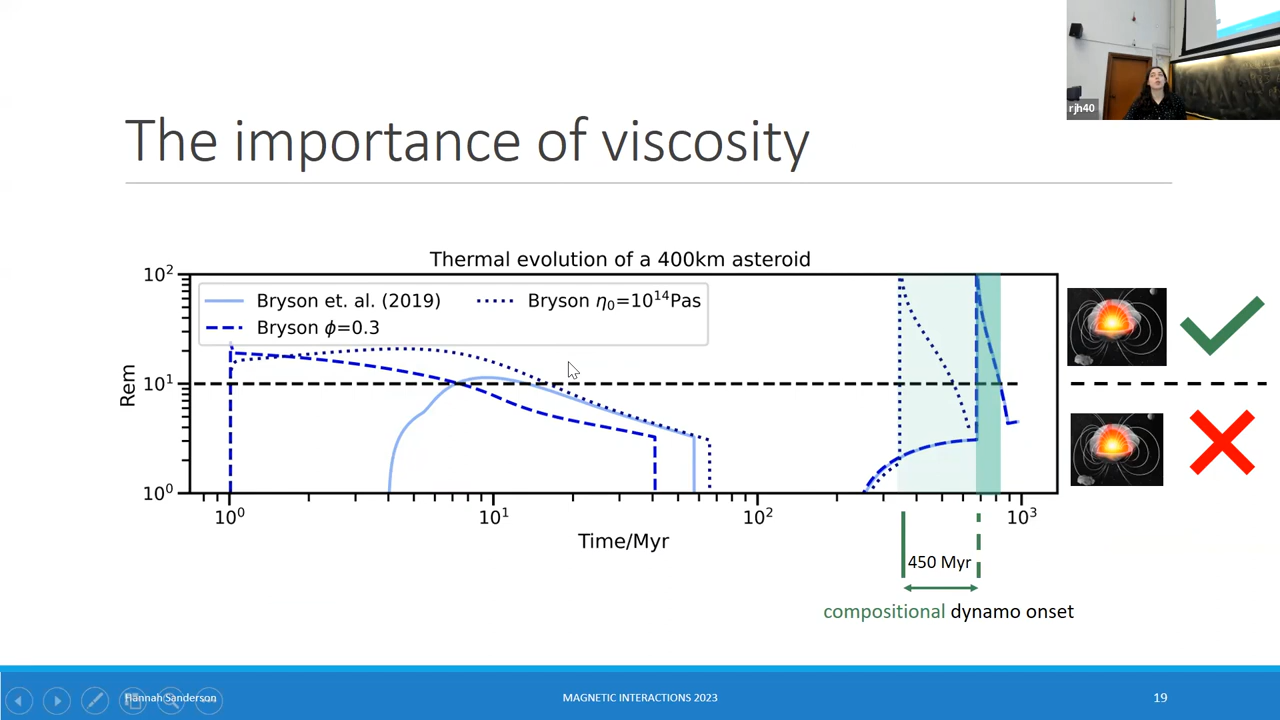 rjh40
The importance of viscosity
Thermal evolution of a 400km asteroid
Bryson et. al. (2019)
Bryson ϕ=0.3
Bryson η₀=10¹⁴Pas
Rem
10²
10¹
10⁰
10⁰ 10¹ 10² 10³
Time/Myr
450 Myr
compositional dynamo onset
Hannah Sanderson
MAGNETIC INTERACTIONS 2023
19